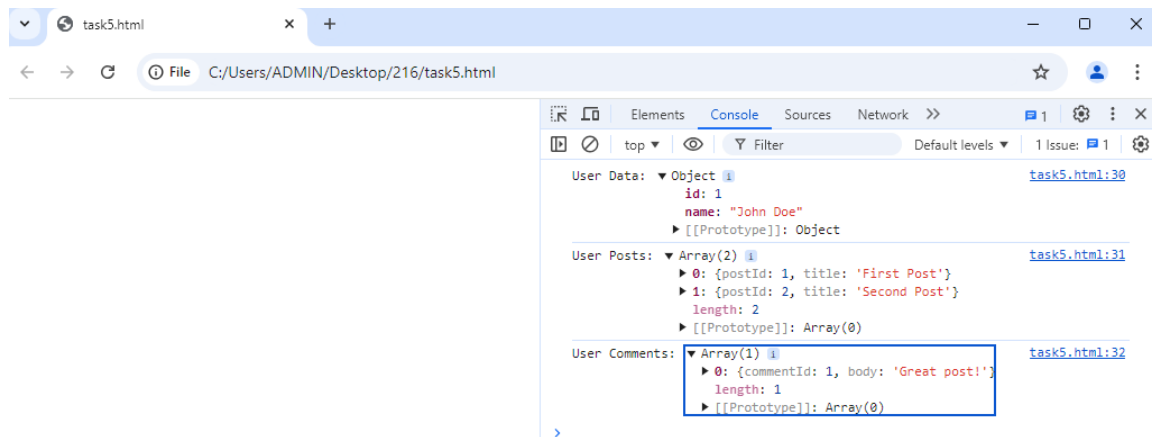 task5.html
File C:/Users/ADMIN/Desktop/216/task5.html
Elements Console Sources Network 1
top Filter Default levels 1 Issue: 1
User Data: Object task5.html:30
id: 1
name: "John Doe"
[[Prototype]]: Object
User Posts: Array(2) task5.html:31
0: {postId: 1, title: 'First Post'}
1: {postId: 2, title: 'Second Post'}
length: 2
[[Prototype]]: Array(0)
User Comments: Array(1) task5.html:32
0: {commentId: 1, body: 'Great post!'}
length: 1
[[Prototype]]: Array(0)